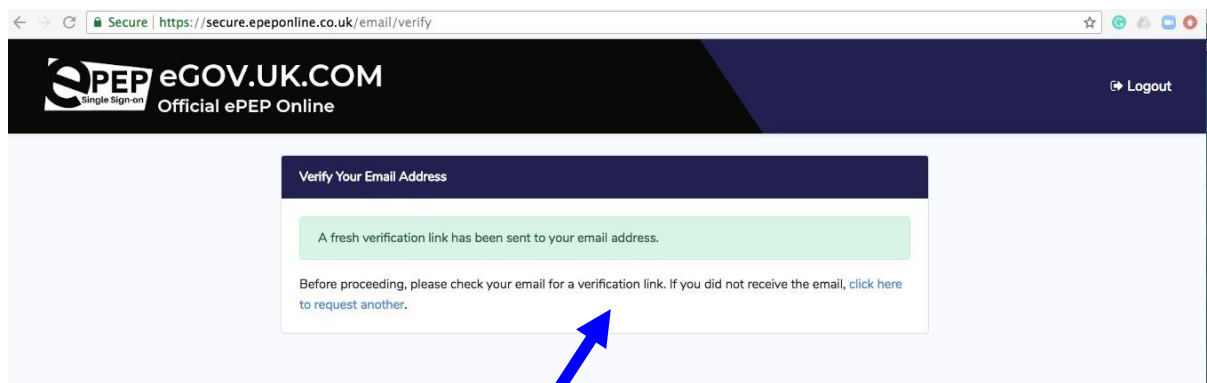 Secure | https://secure.epeponline.co.uk/email/verify
ePEP
Single Sign-on
eGOV.UK.COM
Official ePEP Online
Logout
Verify Your Email Address
A fresh verification link has been sent to your email address.
Before proceeding, please check your email for a verification link. If you did not receive the email, click here
to request another.